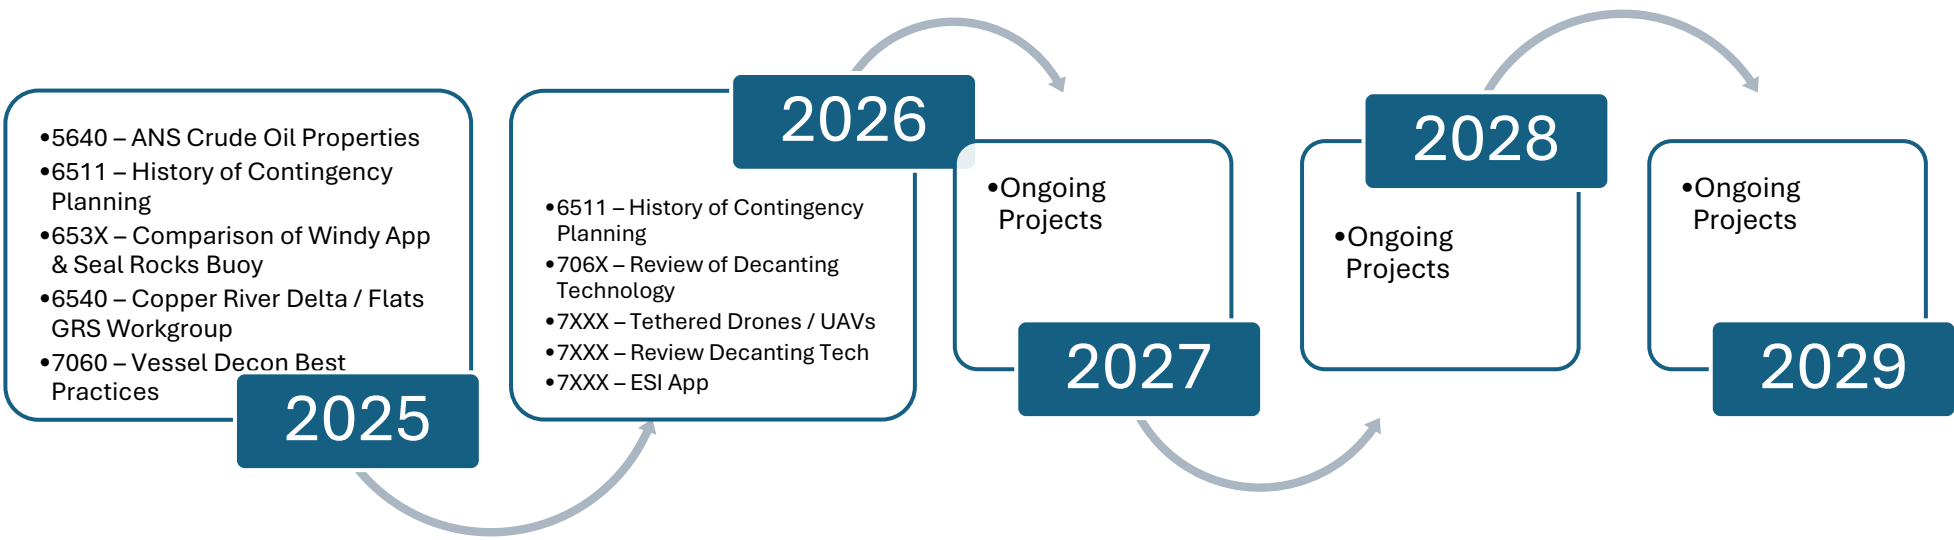 •5640 – ANS Crude Oil Properties
•6511 – History of Contingency
Planning
•653X – Comparison of Windy App
& Seal Rocks Buoy
•6540 – Copper River Delta / Flats
GRS Workgroup
•7060 – Vessel Decon Best
Practices
2025
2026
•6511 – History of Contingency
Planning
•706X – Review of Decanting
Technology
•7XXX – Tethered Drones / UAVs
•7XXX – Review Decanting Tech
•7XXX – ESI App
•Ongoing
Projects
2027
2028
•Ongoing
Projects
•Ongoing
Projects
2029